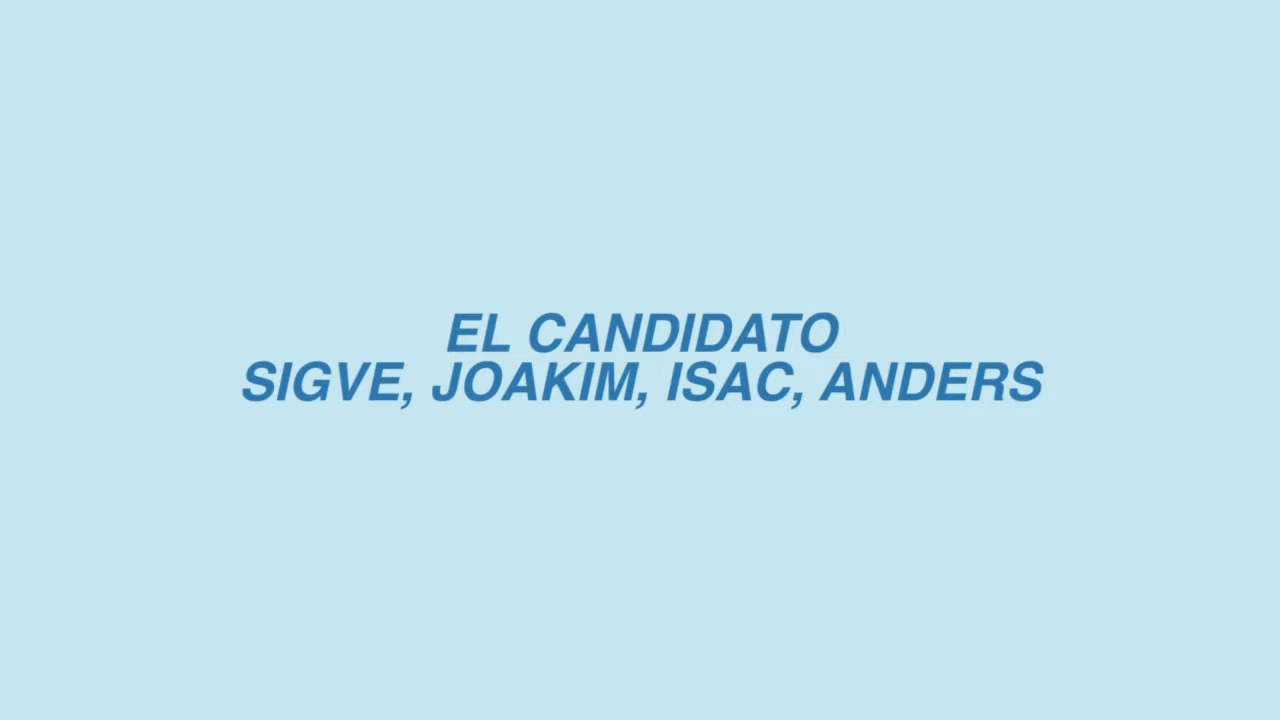 EL CANDIDATO
SIGVE, JOAKIM, ISAC, ANDERS